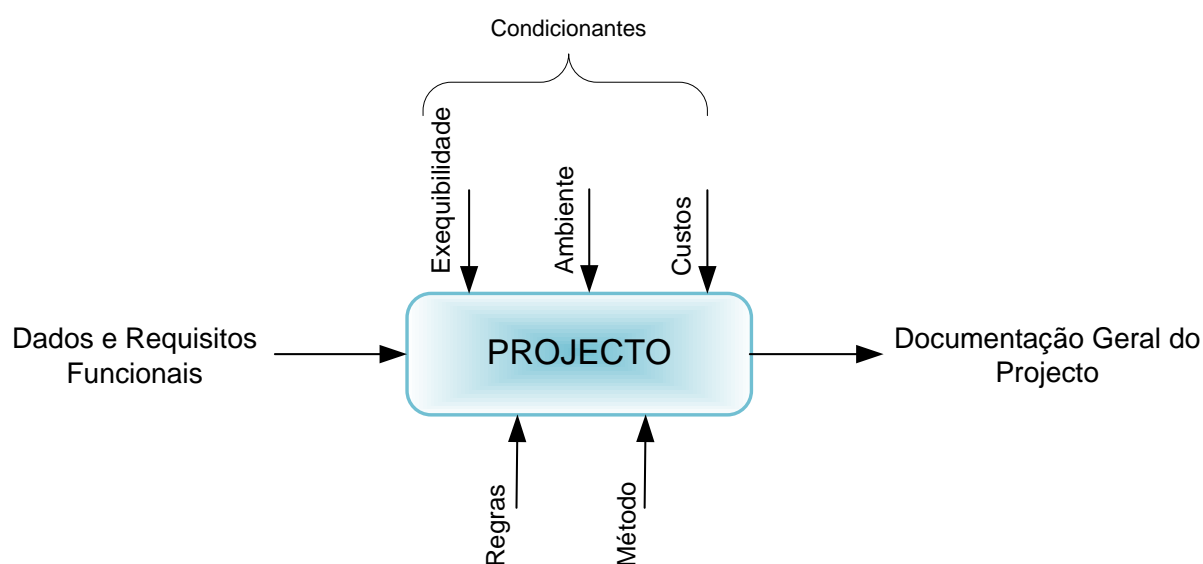 Condicionantes
Exequibilidade
Ambiente
Custos
Dados e Requisitos
Funcionais
PROJECTO
Documentação Geral do
Projecto
Regras
Método